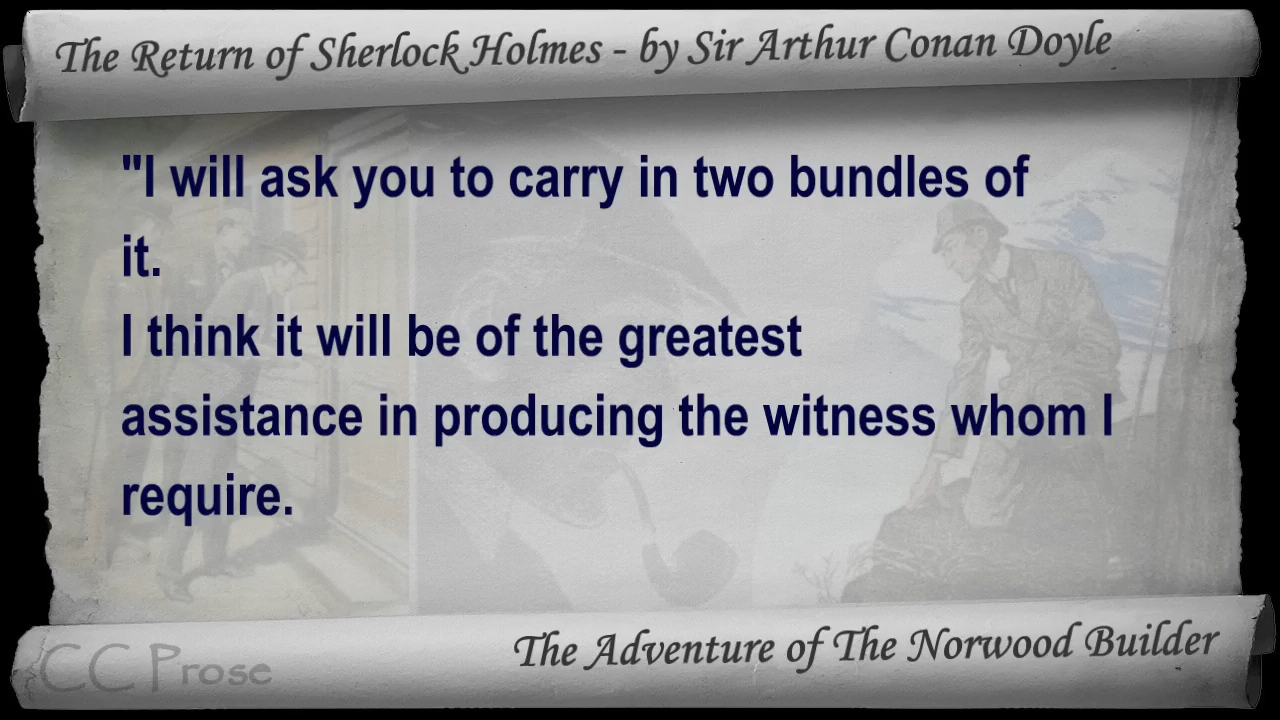 The Return of Sherlock Holmes - by Sir Arthur Conan Doyle
"I will ask you to carry in two bundles of
it.
I think it will be of the greatest
assistance in producing the witness whom I
require.
The Adventure of The Norwood Builder
CC Prose